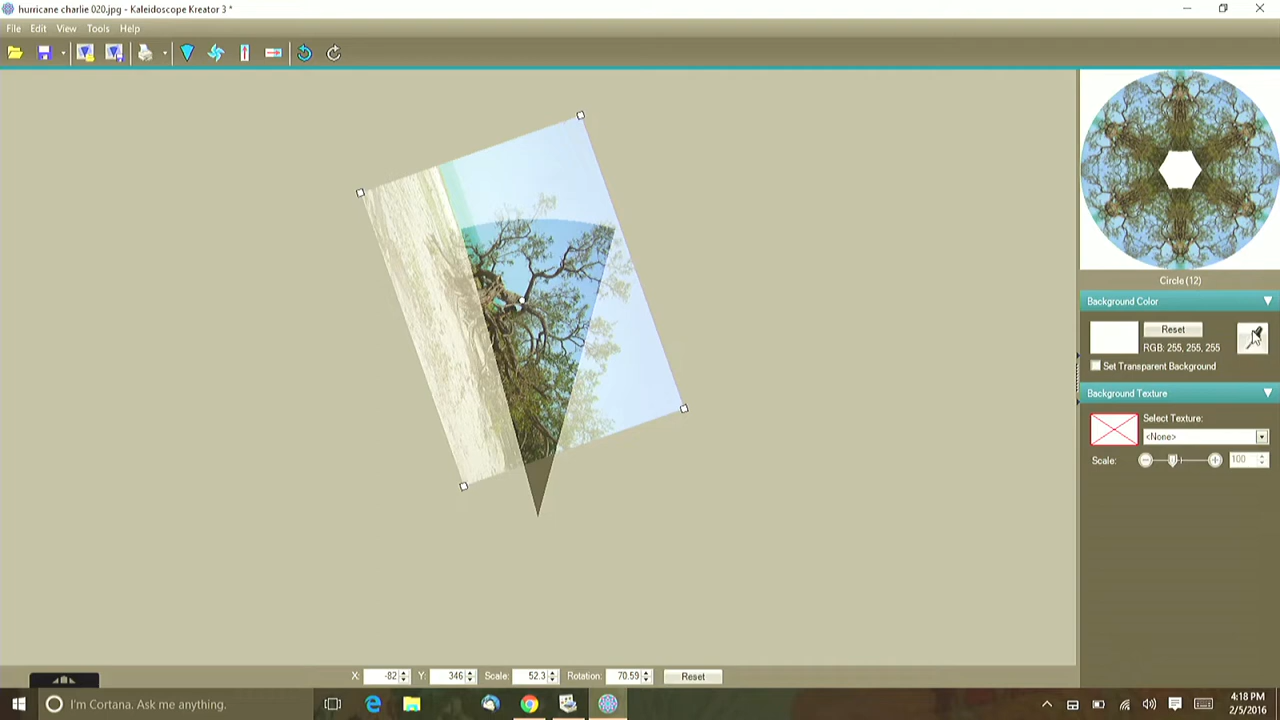 hurricane charlie 020.jpg - Kaleidoscope Kreator 3 *
File Edit View Tools Help
Circle (12)
Background Color
Reset
RGB: 255, 255, 255
Set Transparent Background
Background Texture
Select Texture:
<None>
Scale: 100
X: -82 Y: 346 Scale: 52.3 Rotation: 70.59 Reset
I'm Cortana. Ask me anything.
4:18 PM
2/5/2016